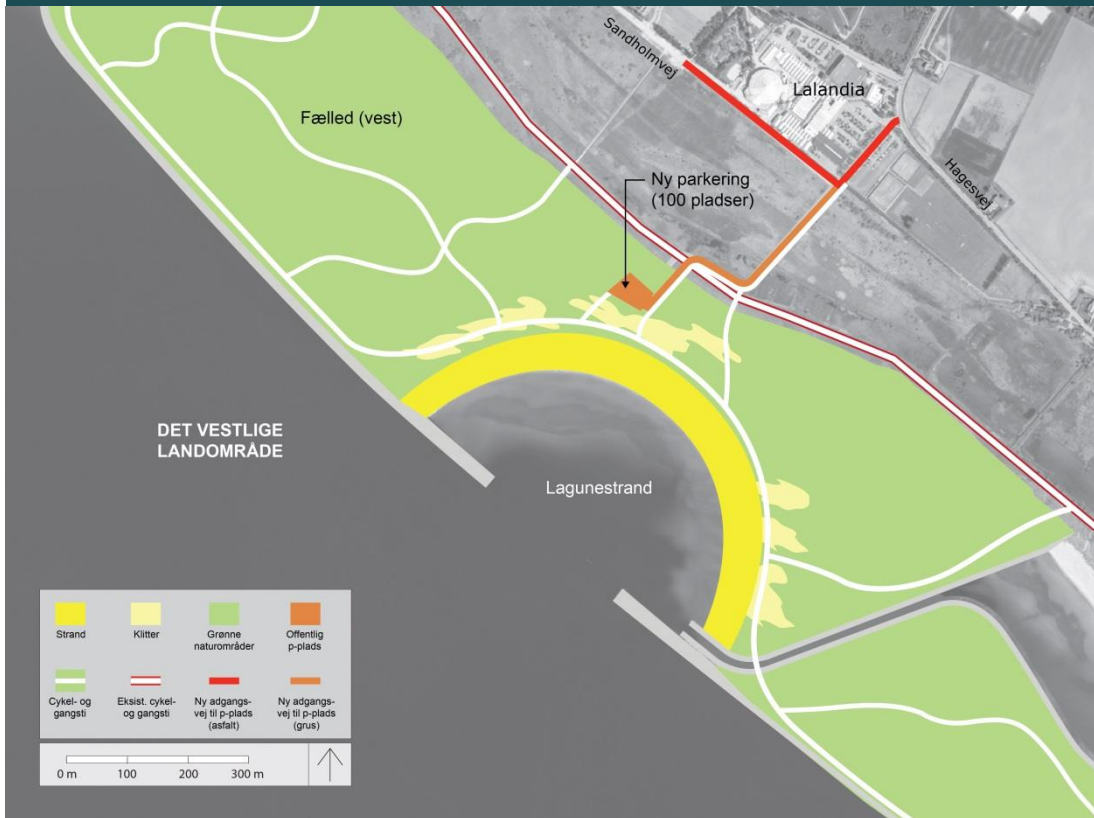 Sandholmvej
Lalandia
Fælled (vest)
Hagesvej
Ny parkering
(100 pladser)
DET VESTLIGE
LANDOMRÅDE
Lagunestrand
Strand
Klitter
Grønne
naturområder
Offentlig
p-plads
Cykel- og
gangsti
Eksist. cykel-
og gangsti
Ny adgangs-
vej til p-plads
(asfalt)
Ny adgangs-
vej til p-plads
(grus)
0 m 100 200 300 m